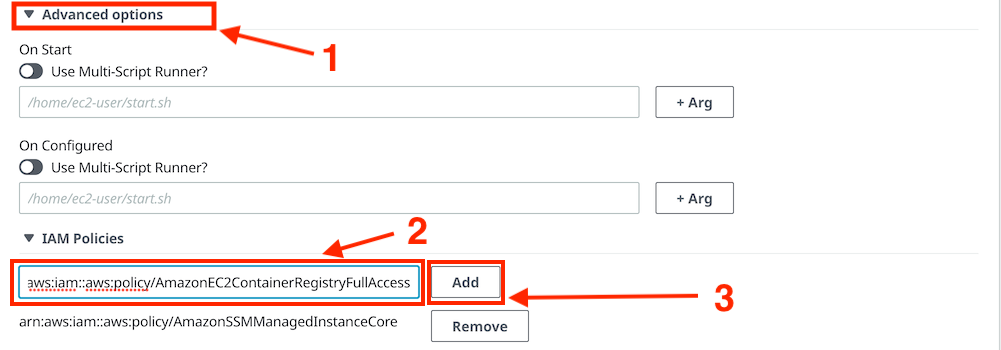 Advanced options
1
On Start
Use Multi-Script Runner?
/home/ec2-user/start.sh
+ Arg
On Configured
Use Multi-Script Runner?
/home/ec2-user/start.sh
+ Arg
2
IAM Policies
aws:iam::aws:policy/AmazonEC2ContainerRegistryFullAccess
Add
3
arn:aws:iam::aws:policy/AmazonSSMManagedInstanceCore
Remove